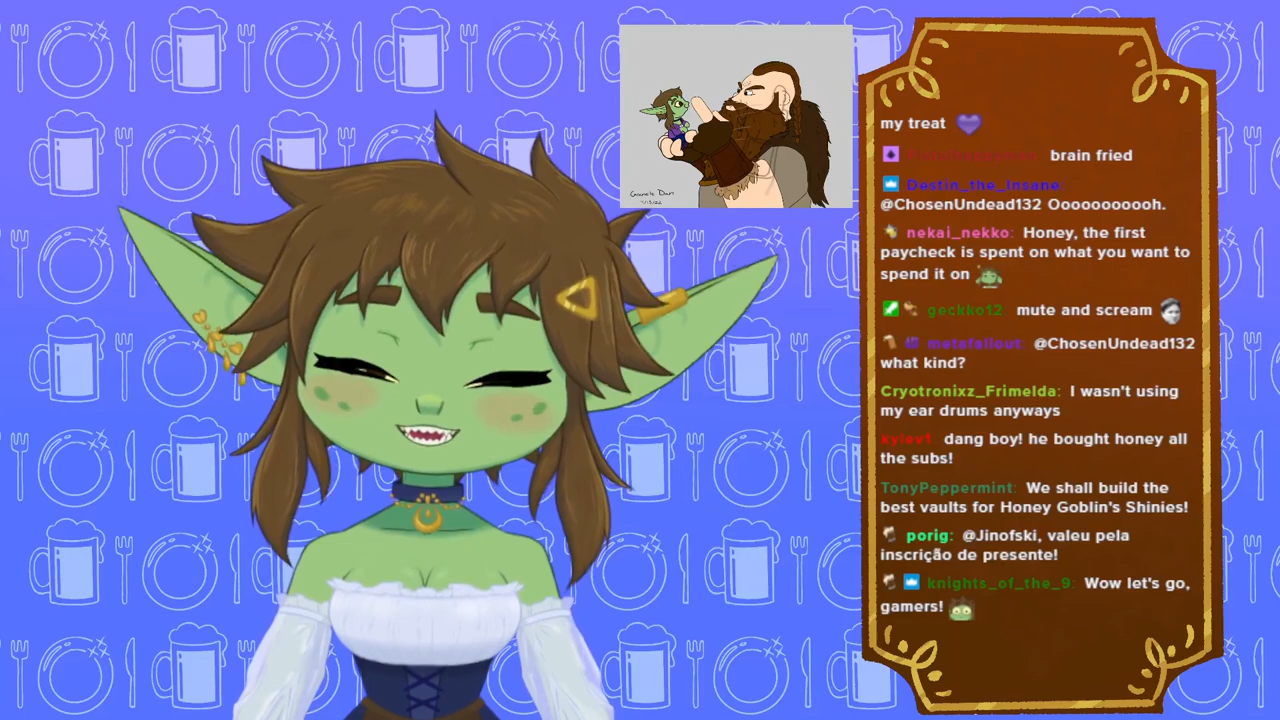 my treat
brain fried
Destin_the_Insane:
@ChosenUndead132 Ooooooooooh.
nekai_nekko: Honey, the first
paycheck is spent on what you want to
spend it on
geckko12: mute and scream
metafallout: @ChosenUndead132
what kind?
Cryotronixz_Frimelda: I wasn't using
my ear drums anyways
kylev1: dang boy! he bought honey all
the subs!
TonyPeppermint: We shall build the
best vaults for Honey Goblin's Shinies!
porig: @Jinofski, valeu pela
inscrição de presente!
knights_of_the_9: Wow let's go,
gamers!